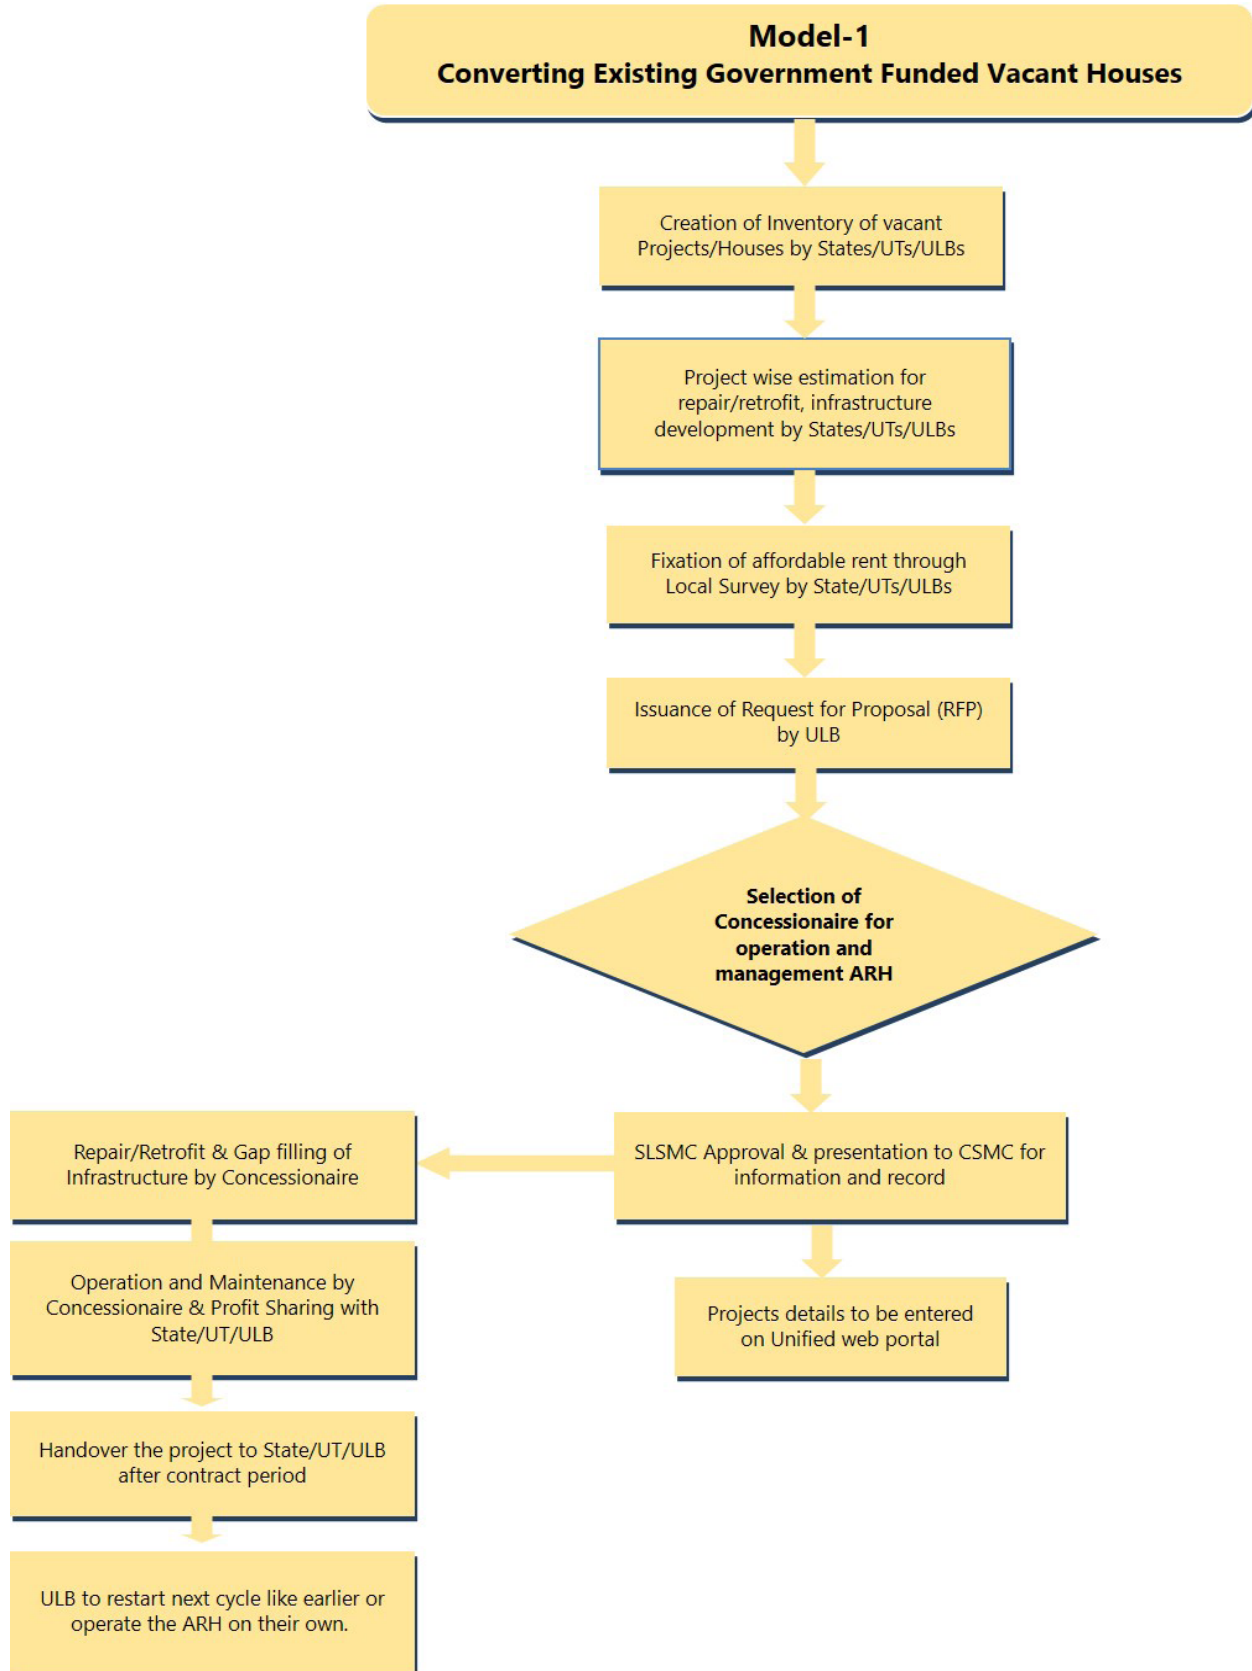 Model-1
Converting Existing Government Funded Vacant Houses
Creation of Inventory of vacant
Projects/Houses by States/UTs/ULBs
Project wise estimation for
repair/retrofit, infrastructure
development by States/UTs/ULBs
Fixation of affordable rent through
Local Survey by State/UTs/ULBs
Issuance of Request for Proposal (RFP)
by ULB
Selection of
Concessionaire for
operation and
management ARH
SLSMC Approval & presentation to CSMC for
information and record
Projects details to be entered
on Unified web portal
Repair/Retrofit & Gap filling of
Infrastructure by Concessionaire
Operation and Maintenance by
Concessionaire & Profit Sharing with
State/UT/ULB
Handover the project to State/UT/ULB
after contract period
ULB to restart next cycle like earlier or
operate the ARH on their own.